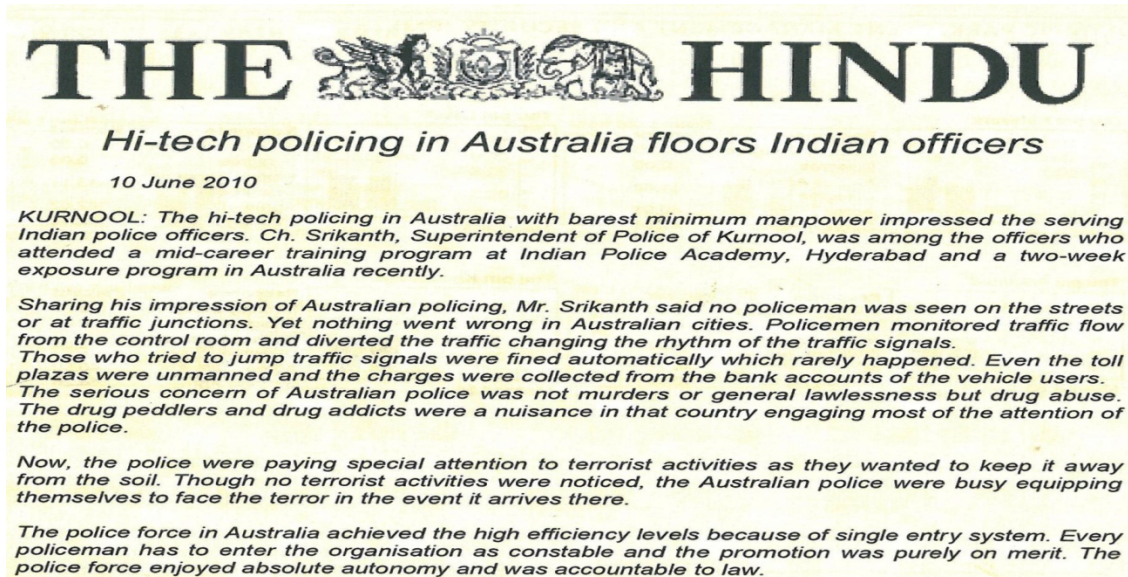 THE HINDU
Hi-tech policing in Australia floors Indian officers
10 June 2010
KURNOOL: The hi-tech policing in Australia with barest minimum manpower impressed the serving
Indian police officers. Ch. Srikanth, Superintendent of Police of Kurnool, was among the officers who
attended a mid-career training program at Indian Police Academy, Hyderabad and a two-week
exposure program in Australia recently.
Sharing his impression of Australian policing, Mr. Srikanth said no policeman was seen on the streets
or at traffic junctions. Yet nothing went wrong in Australian cities. Policemen monitored traffic flow
from the control room and diverted the traffic changing the rhythm of the traffic signals.
Those who tried to jump traffic signals were fined automatically which rarely happened. Even the toll
plazas were unmanned and the charges were collected from the bank accounts of the vehicle users.
The serious concern of Australian police was not murders or general lawlessness but drug abuse.
The drug peddlers and drug addicts were a nuisance in that country engaging most of the attention of
the police.
Now, the police were paying special attention to terrorist activities as they wanted to keep it away
from the soil. Though no terrorist activities were noticed, the Australian police were busy equipping
themselves to face the terror in the event it arrives there.
The police force in Australia achieved the high efficiency levels because of single entry system. Every
policeman has to enter the organisation as constable and the promotion was purely on merit. The
police force enjoyed absolute autonomy and was accountable to law.